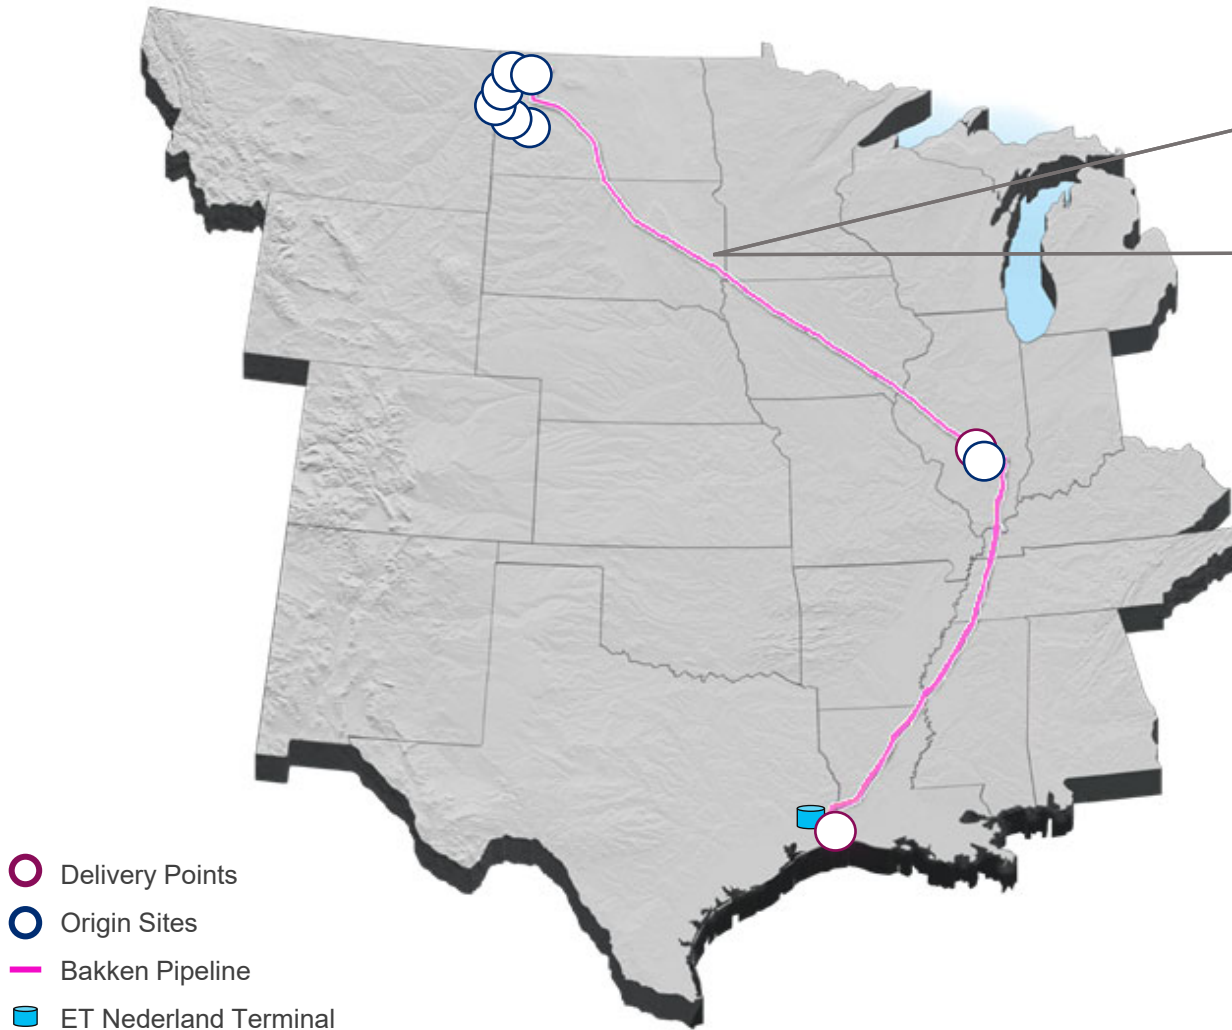 Delivery Points
Origin Sites
Bakken Pipeline
ET Nederland Terminal